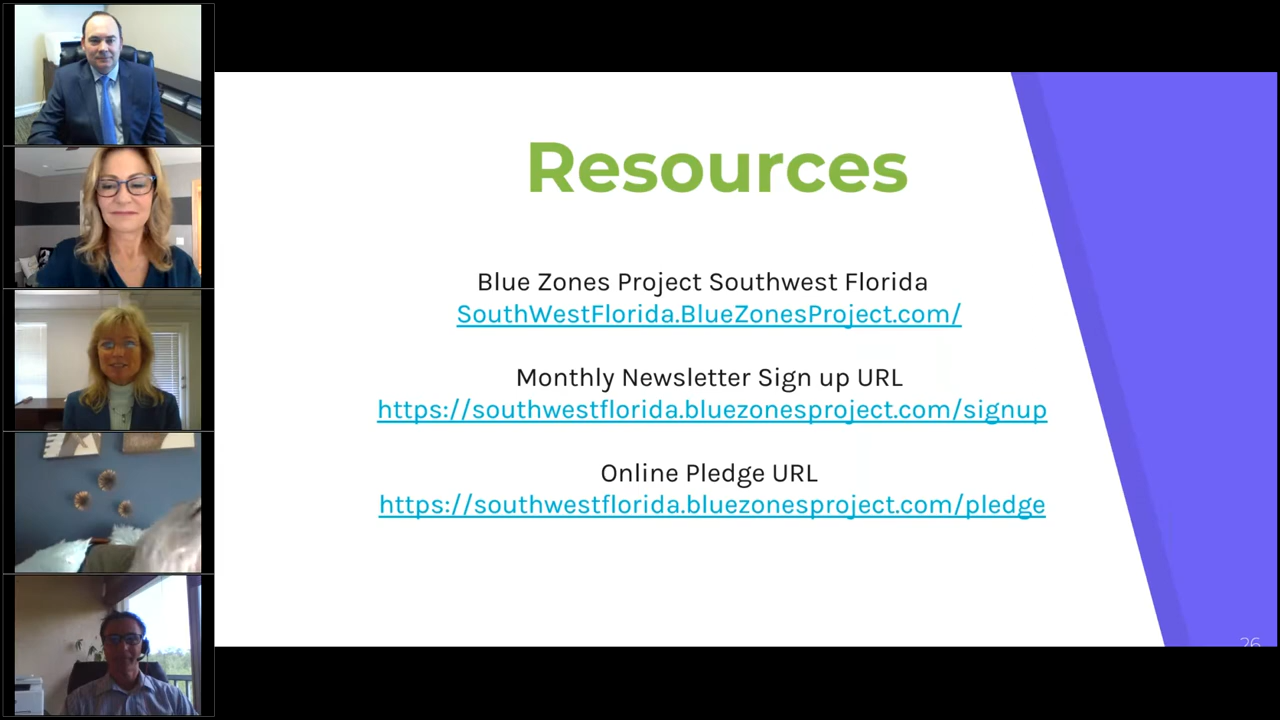 Resources
Blue Zones Project Southwest Florida
SouthWestFlorida.BlueZonesProject.com/
Monthly Newsletter Sign up URL
https://southwestflorida.bluezonesproject.com/signup
Online Pledge URL
https://southwestflorida.bluezonesproject.com/pledge
26